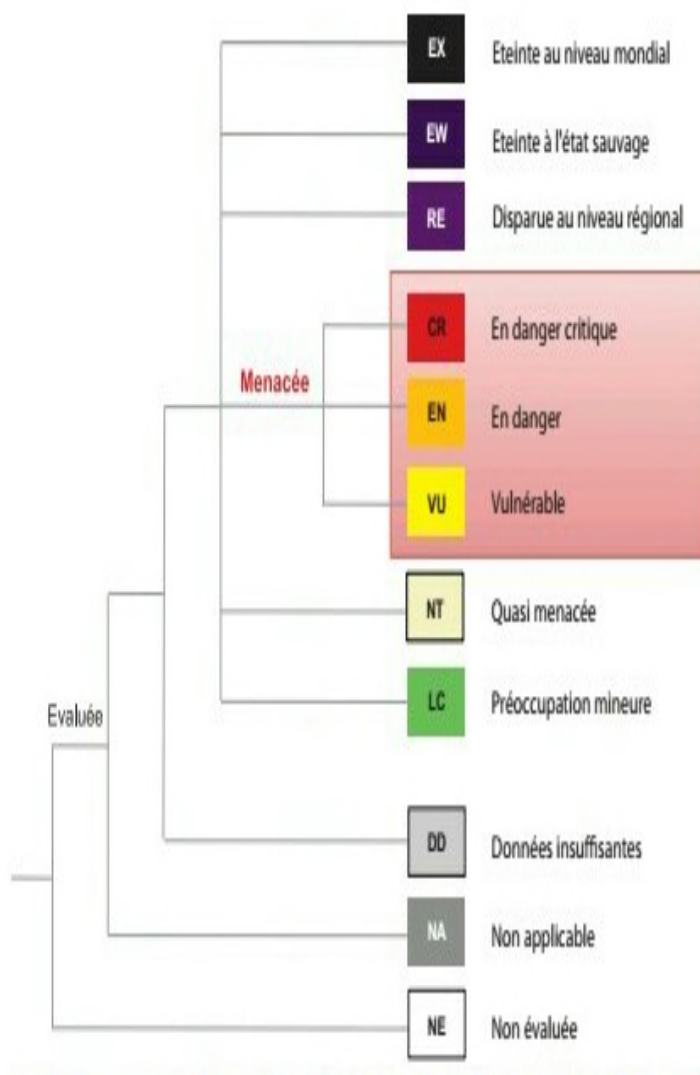 EX Eteinte au niveau mondial
EW Eteinte à l'état sauvage
RE Disparue au niveau régional
CR En danger critique
Menacée
EN En danger
VU Vulnérable
NT Quasi menacée
LC Préoccupation mineure
Evaluée
DD Données insuffisantes
NA Non applicable
NE Non évaluée